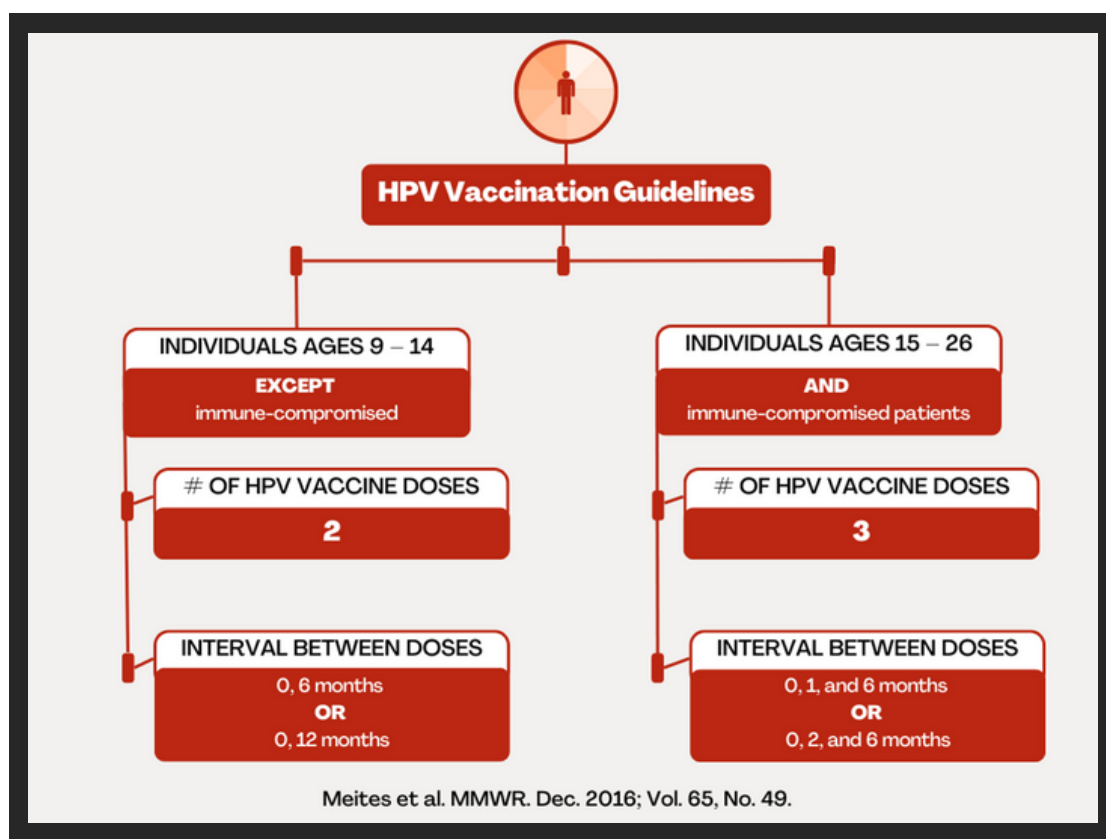 HPV Vaccination Guidelines
INDIVIDUALS AGES 9 – 14
EXCEPT
immune-compromised
# OF HPV VACCINE DOSES
2
INTERVAL BETWEEN DOSES
0, 6 months
OR
0, 12 months
INDIVIDUALS AGES 15 – 26
AND
immune-compromised patients
# OF HPV VACCINE DOSES
3
INTERVAL BETWEEN DOSES
0, 1, and 6 months
OR
0, 2, and 6 months
Meites et al. MMWR. Dec. 2016; Vol. 65, No. 49.